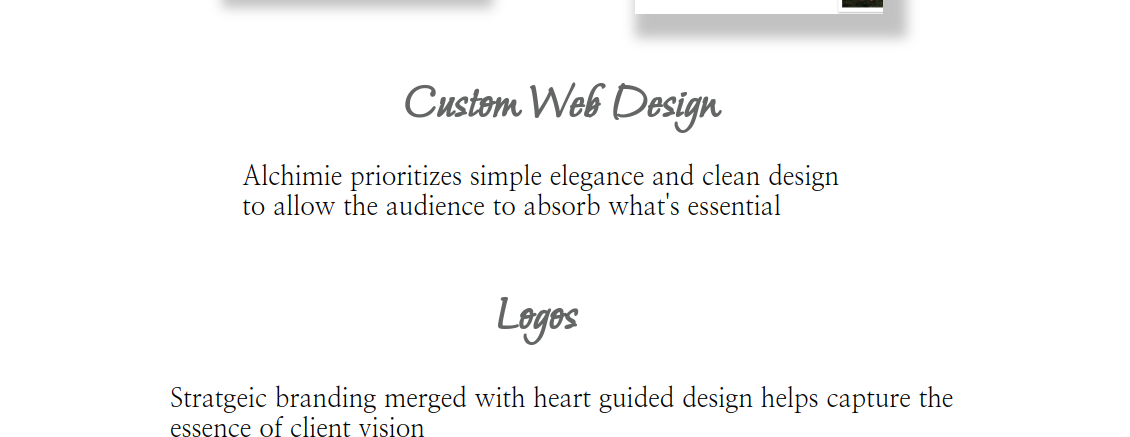 Custom Web Design
Alchimie prioritizes simple elegance and clean design
to allow the audience to absorb what's essential
Logos
Stratgeic branding merged with heart guided design helps capture the
essence of client vision